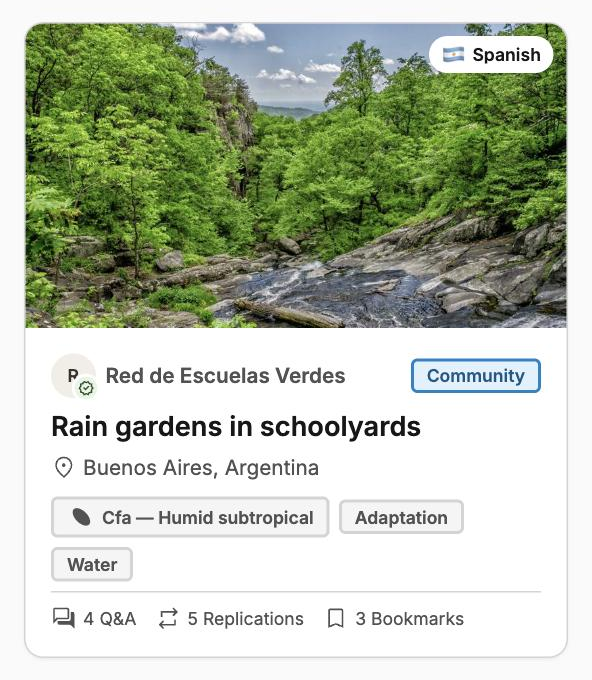 Spanish
R
Red de Escuelas Verdes
Community
Rain gardens in schoolyards
Buenos Aires, Argentina
Cfa — Humid subtropical
Adaptation
Water
4 Q&A
5 Replications
3 Bookmarks